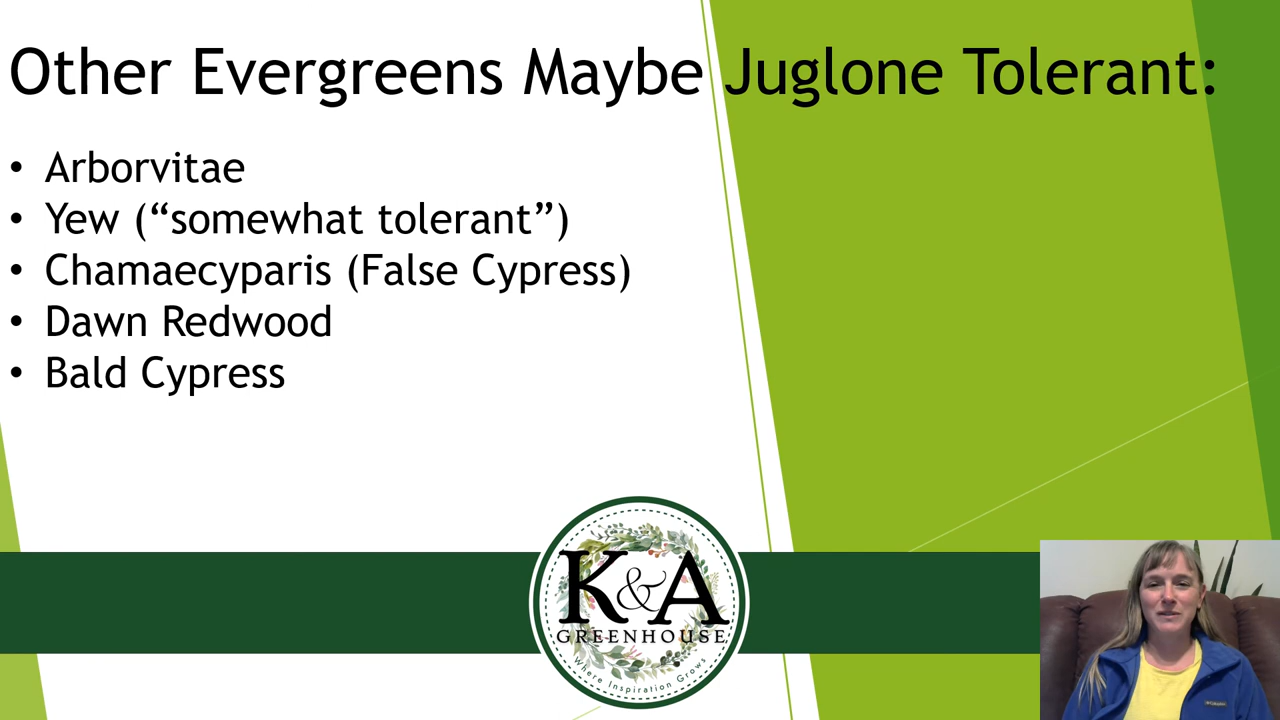 Other Evergreens Maybe Juglone Tolerant:
• Arborvitae
• Yew (“somewhat tolerant”)
• Chamaecyparis (False Cypress)
• Dawn Redwood
• Bald Cypress
K&A
GREENHOUSE
Where Inspiration Grows
Columbia